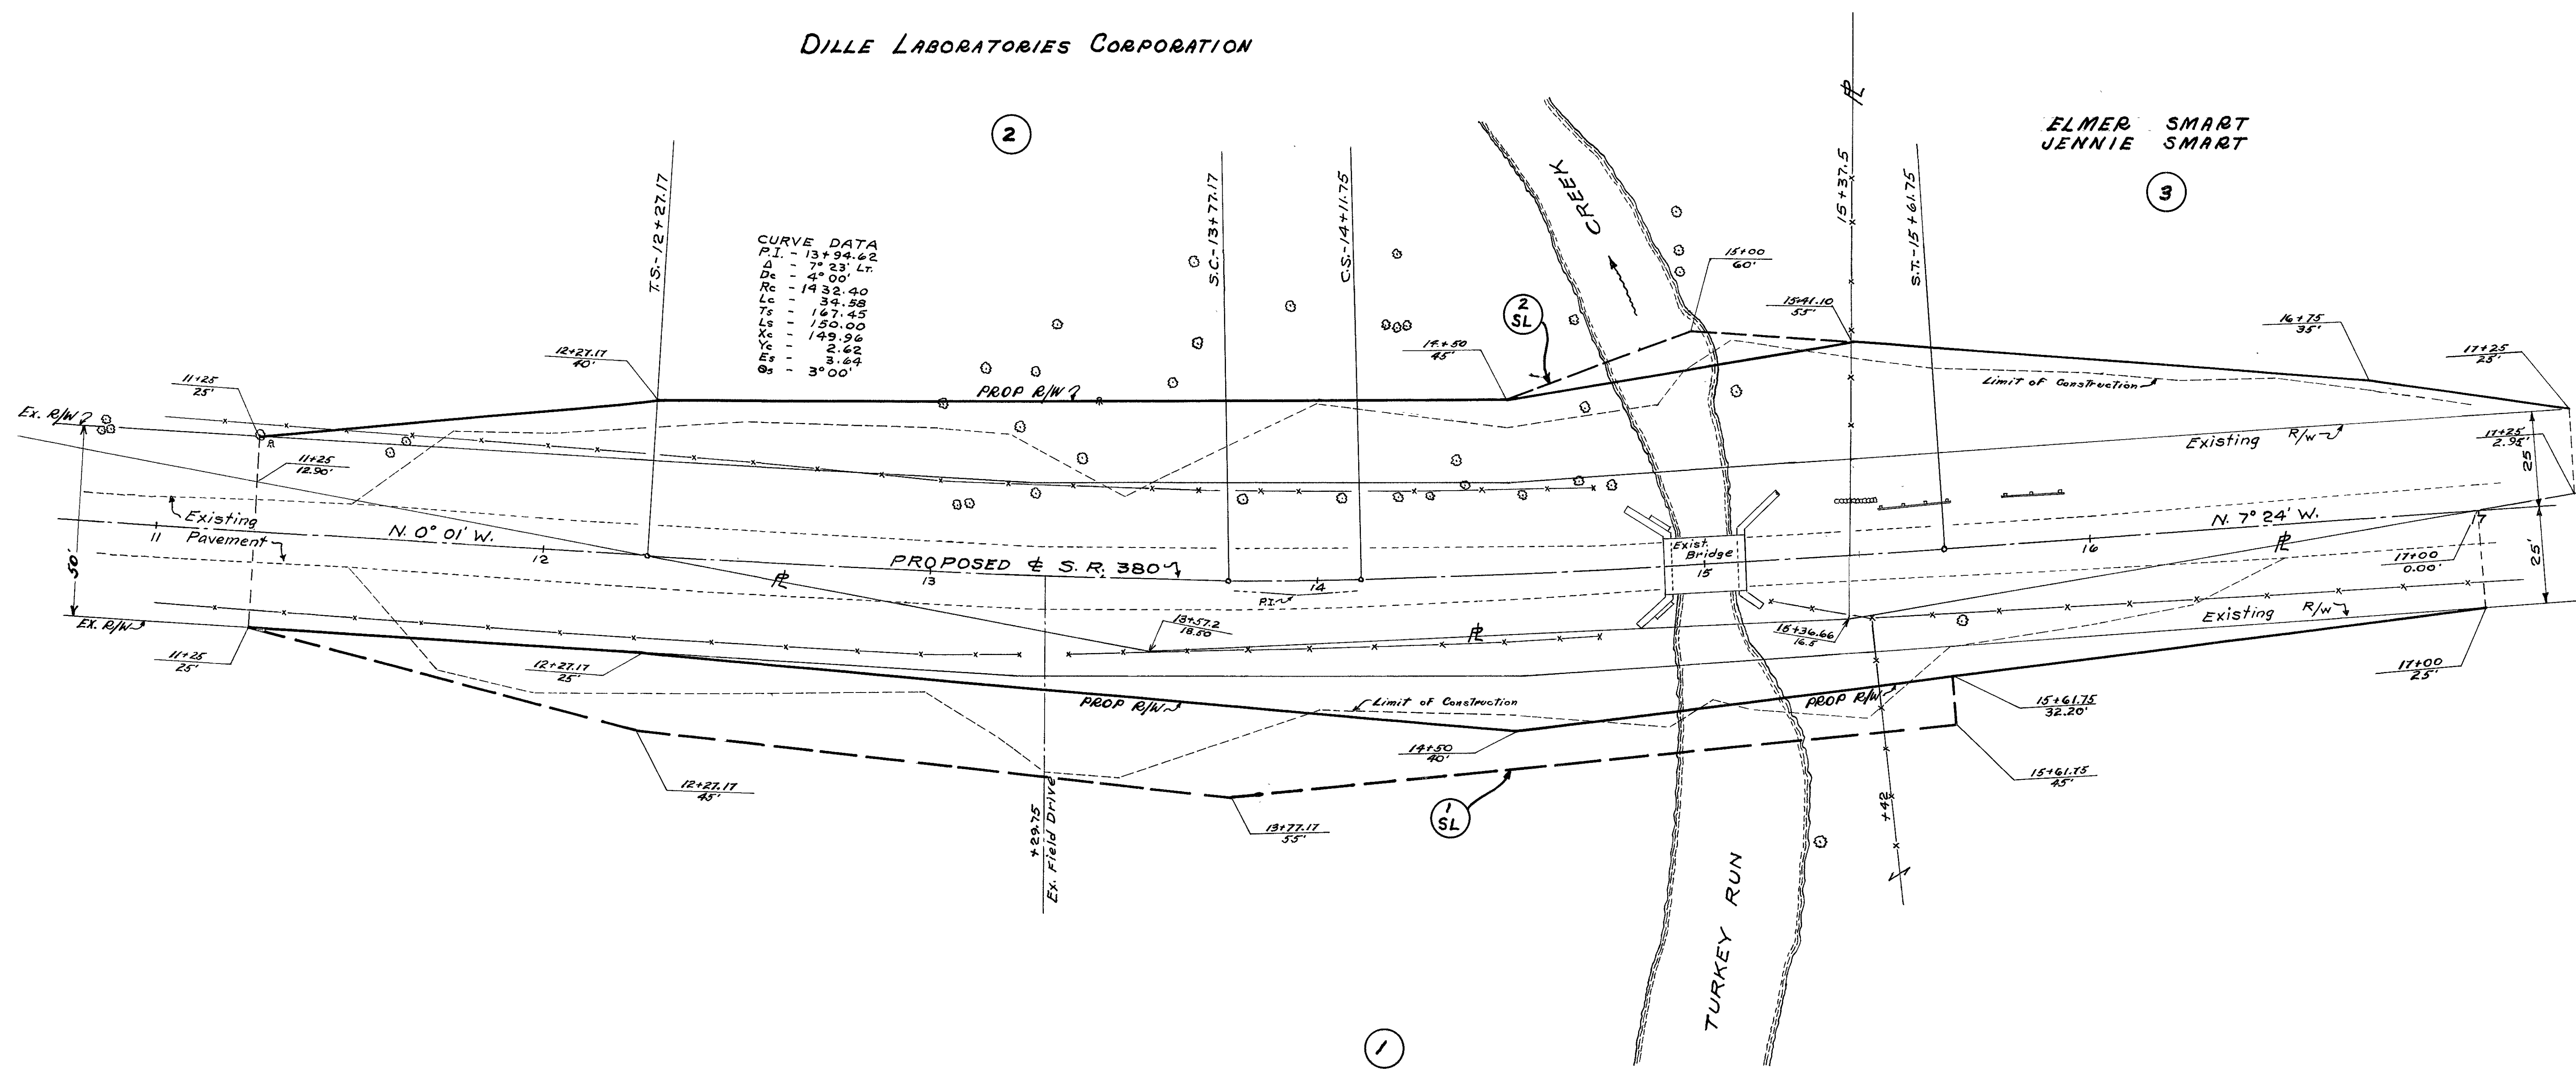 DILLE LABORATORIES CORPORATION
2
ELMER SMART
JENNIE SMART
3
T.S.-12+27.17
S.C.-13+77.17
C.S.-14+11.75
15+37.5
S.T.-15+61.75
PL
CREEK
CURVE DATA
P.I. - 13+94.62
Δ - 7° 23' LT.
Dc - 4° 00'
Rc - 1432.40
Lc - 34.58
Ts - 167.45
Ls - 150.00
Xc - 149.96
Yc - 2.62
Es - 3.64
Θs - 3° 00'
15+00
60'
2
SL
1541.10
55'
16+75
35'
17+25
25'
12+27.17
40'
14+50
45'
11+25
25'
PROP R/W
Limit of Construction
EX. R/W
Existing R/W
17+25
2.95'
25'
11+25
12.90'
Existing
Pavement
N. 0° 01' W.
N. 7° 24' W.
11
12
13
14
15
16
17
50'
PROPOSED ℄ S.R. 380
Exist.
Bridge
PL
PL
17+00
0.00'
25'
P.I.
13+57.2
18.50
PL
15+36.66
16.5
EX. R/W
Existing R/W
11+25
25'
12+27.17
25'
PROP R/W
Limit of Construction
PROP R/W
15+61.75
32.20'
17+00
25'
14+50
40'
12+27.17
45'
15+61.75
45'
1
SL
13+77.17
55'
+29.75
Ex. Field Drive
+42
TURKEY RUN
1